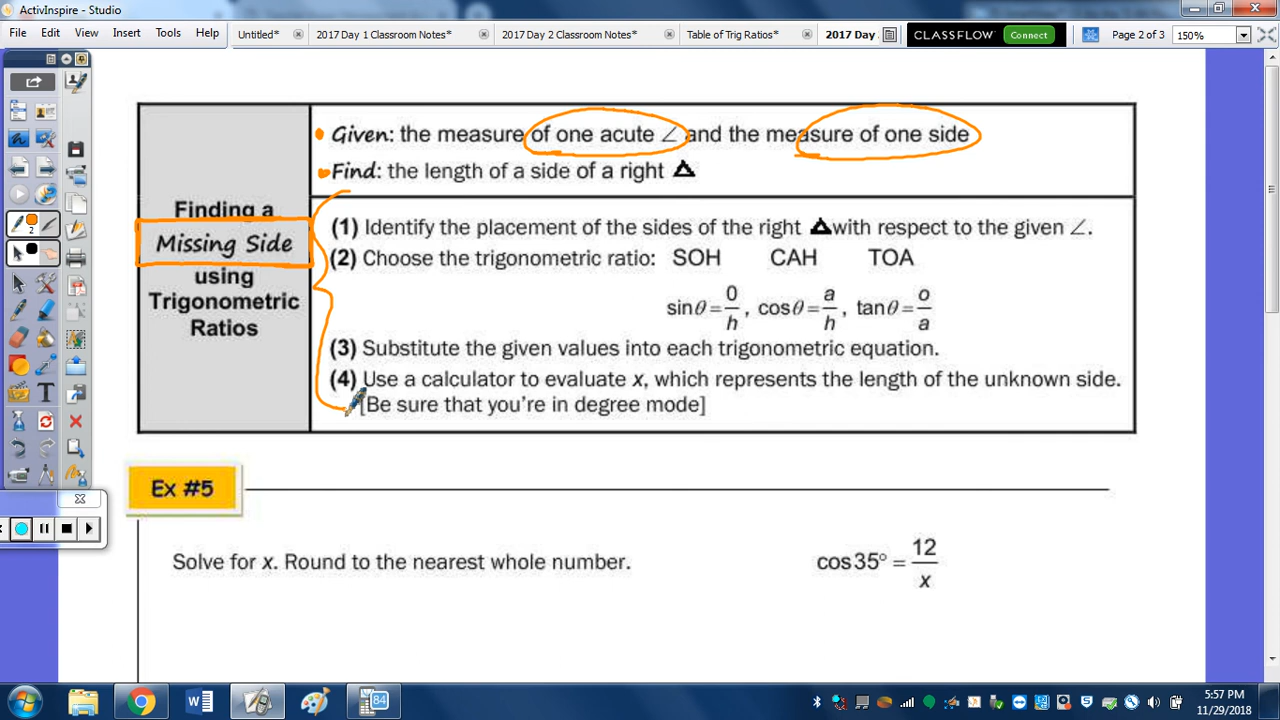 ActivInspire - Studio
File Edit View Insert Tools Help Untitled* 2017 Day 1 Classroom Notes* 2017 Day 2 Classroom Notes* Table of Trig Ratios* 2017 Day CLASSFLOW Connect Page 2 of 3 150%
Given: the measure of one acute ∠ and the measure of one side
Find: the length of a side of a right △
Finding a
Missing Side
using
Trigonometric
Ratios
(1) Identify the placement of the sides of the right △ with respect to the given ∠.
(2) Choose the trigonometric ratio: SOH CAH TOA
sinθ = 0/h, cosθ = a/h, tanθ = o/a
(3) Substitute the given values into each trigonometric equation.
(4) Use a calculator to evaluate x, which represents the length of the unknown side.
[Be sure that you're in degree mode]
Ex #5
Solve for x. Round to the nearest whole number. cos35° = 12/x
2
T
84
5:57 PM
11/29/2018